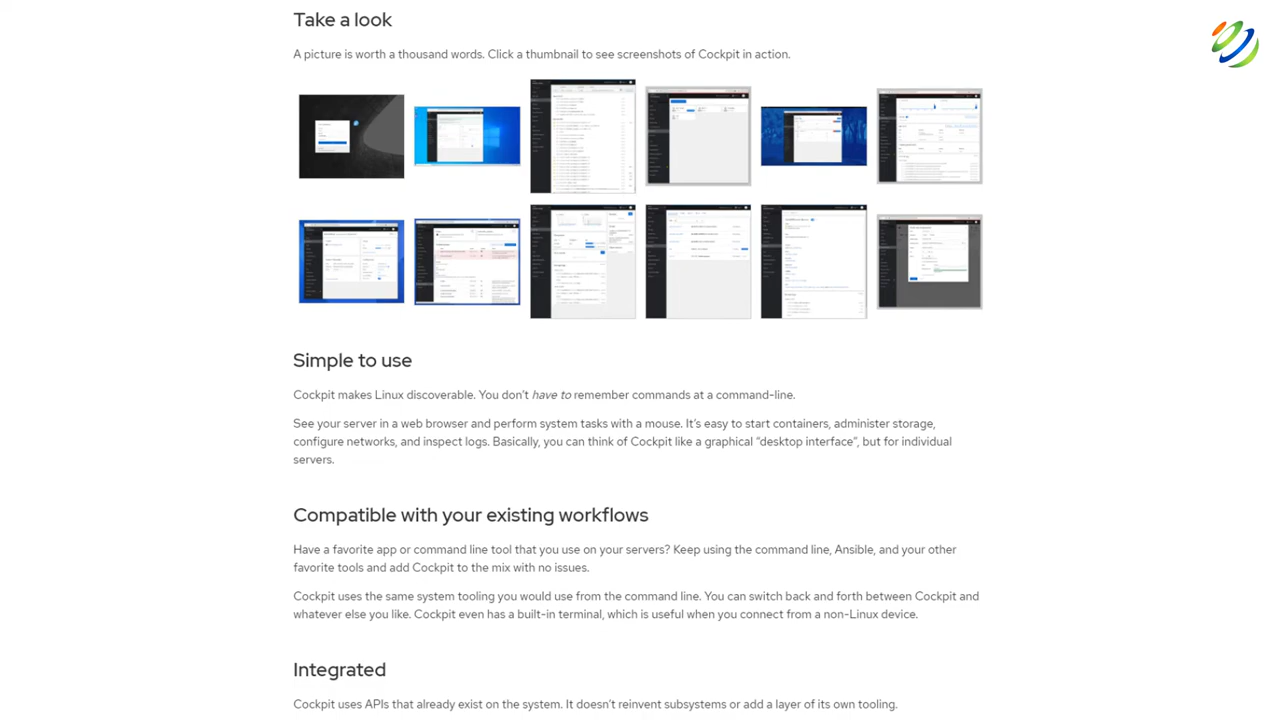 Take a look
A picture is worth a thousand words. Click a thumbnail to see screenshots of Cockpit in action.
Simple to use
Cockpit makes Linux discoverable. You don’t have to remember commands at a command-line.
See your server in a web browser and perform system tasks with a mouse. It’s easy to start containers, administer storage,
configure networks, and inspect logs. Basically, you can think of Cockpit like a graphical “desktop interface”, but for individual
servers.
Compatible with your existing workflows
Have a favorite app or command line tool that you use on your servers? Keep using the command line, Ansible, and your other
favorite tools and add Cockpit to the mix with no issues.
Cockpit uses the same system tooling you would use from the command line. You can switch back and forth between Cockpit and
whatever else you like. Cockpit even has a built-in terminal, which is useful when you connect from a non-Linux device.
Integrated
Cockpit uses APIs that already exist on the system. It doesn’t reinvent subsystems or add a layer of its own tooling.